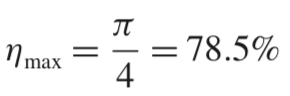 η_max = π/4 = 78.5%